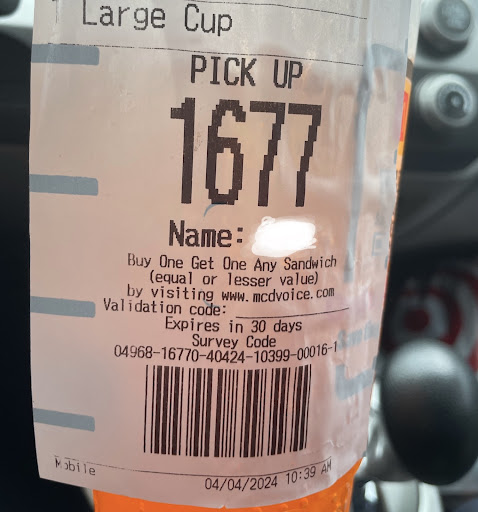 Large Cup
PICK UP
1677
Name:
Buy One Get One Any Sandwich
(equal or lesser value)
by visiting www.mcdvoice.com
Validation code: ____________
Expires in 30 days
Survey Code
04968-16770-40424-10399-00016-1
Mobile 04/04/2024 10:39 AM